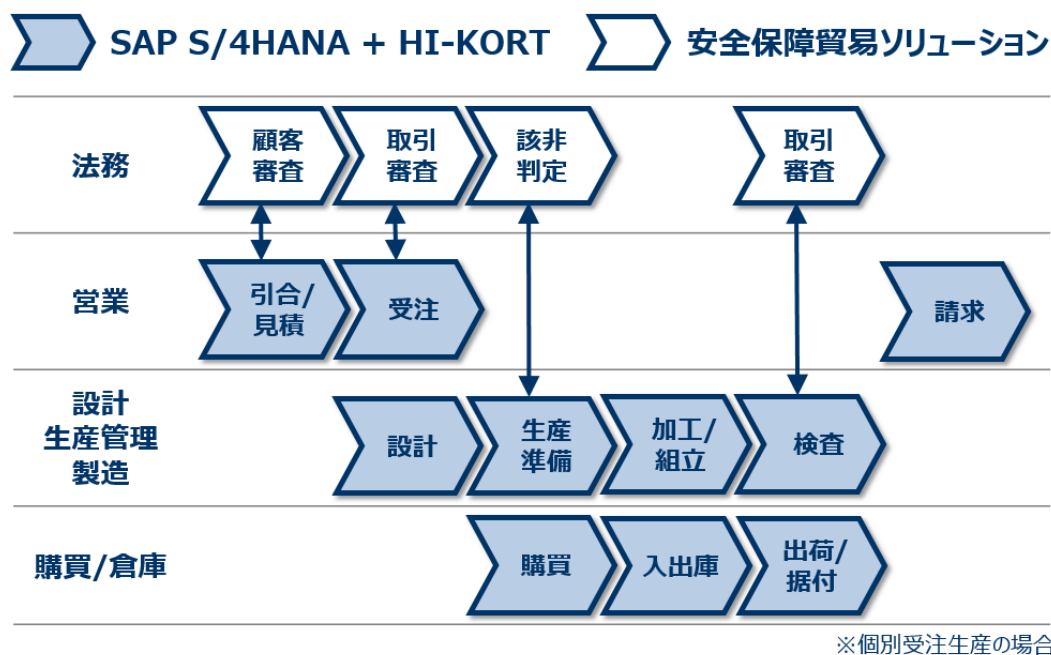 SAP S/4HANA + HI-KORT
安全保障貿易ソリューション
法務
顧客
審査
取引
審査
該非
判定
取引
審査
営業
引合/
見積
受注
請求
設計
生産管理
製造
設計
生産
準備
加工/
組立
検査
購買/倉庫
購買
入出庫
出荷/
据付
※個別受注生産の場合